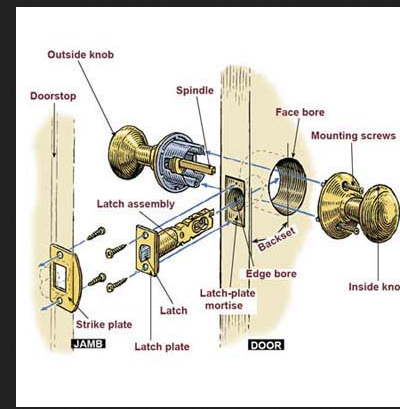 Outside knob
Doorstop
Spindle
Face bore
Mounting screws
Latch assembly
Backset
Edge bore
Latch-plate
mortise
Inside kno
Latch
Strike plate
Latch plate
JAMB
DOOR